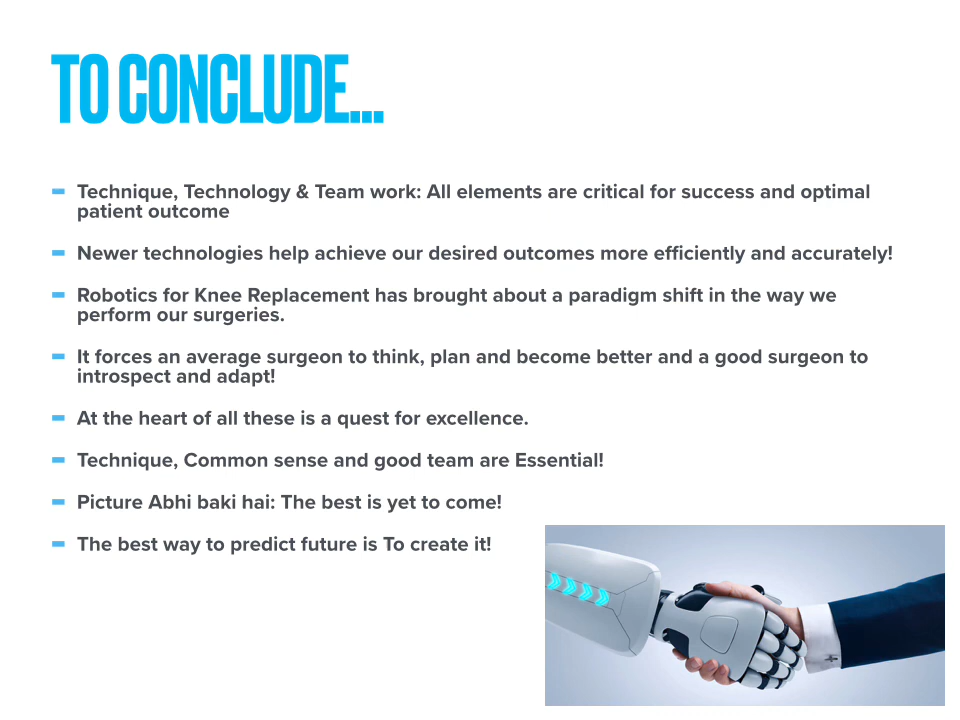 TO CONCLUDE...
Technique, Technology & Team work: All elements are critical for success and optimal
patient outcome
Newer technologies help achieve our desired outcomes more efficiently and accurately!
Robotics for Knee Replacement has brought about a paradigm shift in the way we
perform our surgeries.
It forces an average surgeon to think, plan and become better and a good surgeon to
introspect and adapt!
At the heart of all these is a quest for excellence.
Technique, Common sense and good team are Essential!
Picture Abhi baki hai: The best is yet to come!
The best way to predict future is To create it!